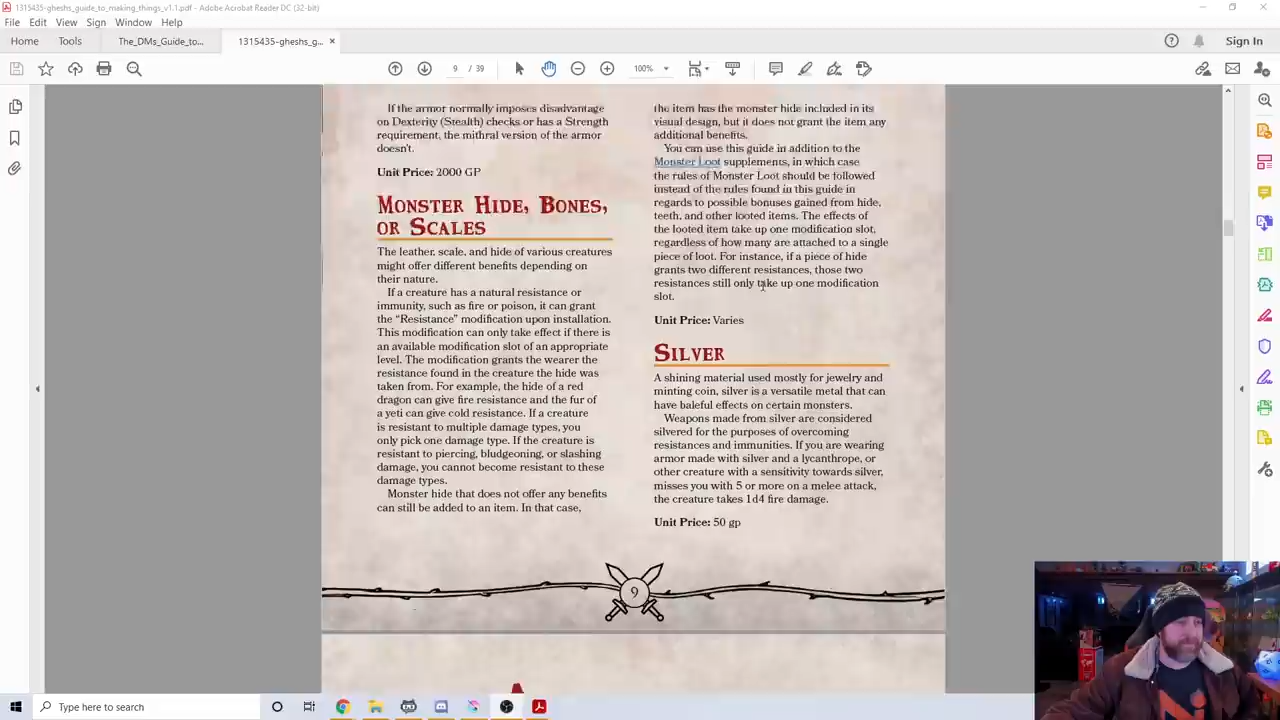 1315435-gheshs_guide_to_making_things_v1.1.pdf - Adobe Acrobat Reader DC (32-bit)
File Edit View Sign Window Help
Home Tools The_DMs_Guide_to... 1315435-gheshs_g... × Sign In
9 / 39 100%
If the armor normally imposes disadvantage
on Dexterity (Stealth) checks or has a Strength
requirement, the mithral version of the armor
doesn't.
Unit Price: 2000 GP
Monster Hide, Bones,
or Scales
The leather, scale, and hide of various creatures
might offer different benefits depending on
their nature.
If a creature has a natural resistance or
immunity, such as fire or poison, it can grant
the “Resistance” modification upon installation.
This modification can only take effect if there is
an available modification slot of an appropriate
level. The modification grants the wearer the
resistance found in the creature the hide was
taken from. For example, the hide of a red
dragon can give fire resistance and the fur of
a yeti can give cold resistance. If a creature
is resistant to multiple damage types, you
only pick one damage type. If the creature is
resistant to piercing, bludgeoning, or slashing
damage, you cannot become resistant to these
damage types.
Monster hide that does not offer any benefits
can still be added to an item. In that case,
the item has the monster hide included in its
visual design, but it does not grant the item any
additional benefits.
You can use this guide in addition to the
Monster Loot supplements, in which case
the rules of Monster Loot should be followed
instead of the rules found in this guide in
regards to possible bonuses gained from hide,
teeth, and other looted items. The effects of
the looted item take up one modification slot,
regardless of how many are attached to a single
piece of loot. For instance, if a piece of hide
grants two different resistances, those two
resistances still only take up one modification
slot.
Unit Price: Varies
Silver
A shining material used mostly for jewelry and
minting coin, silver is a versatile metal that can
have baleful effects on certain monsters.
Weapons made from silver are considered
silvered for the purposes of overcoming
resistances and immunities. If you are wearing
armor made with silver and a lycanthrope, or
other creature with a sensitivity towards silver,
misses you with 5 or more on a melee attack,
the creature takes 1d4 fire damage.
Unit Price: 50 gp
9
Type here to search